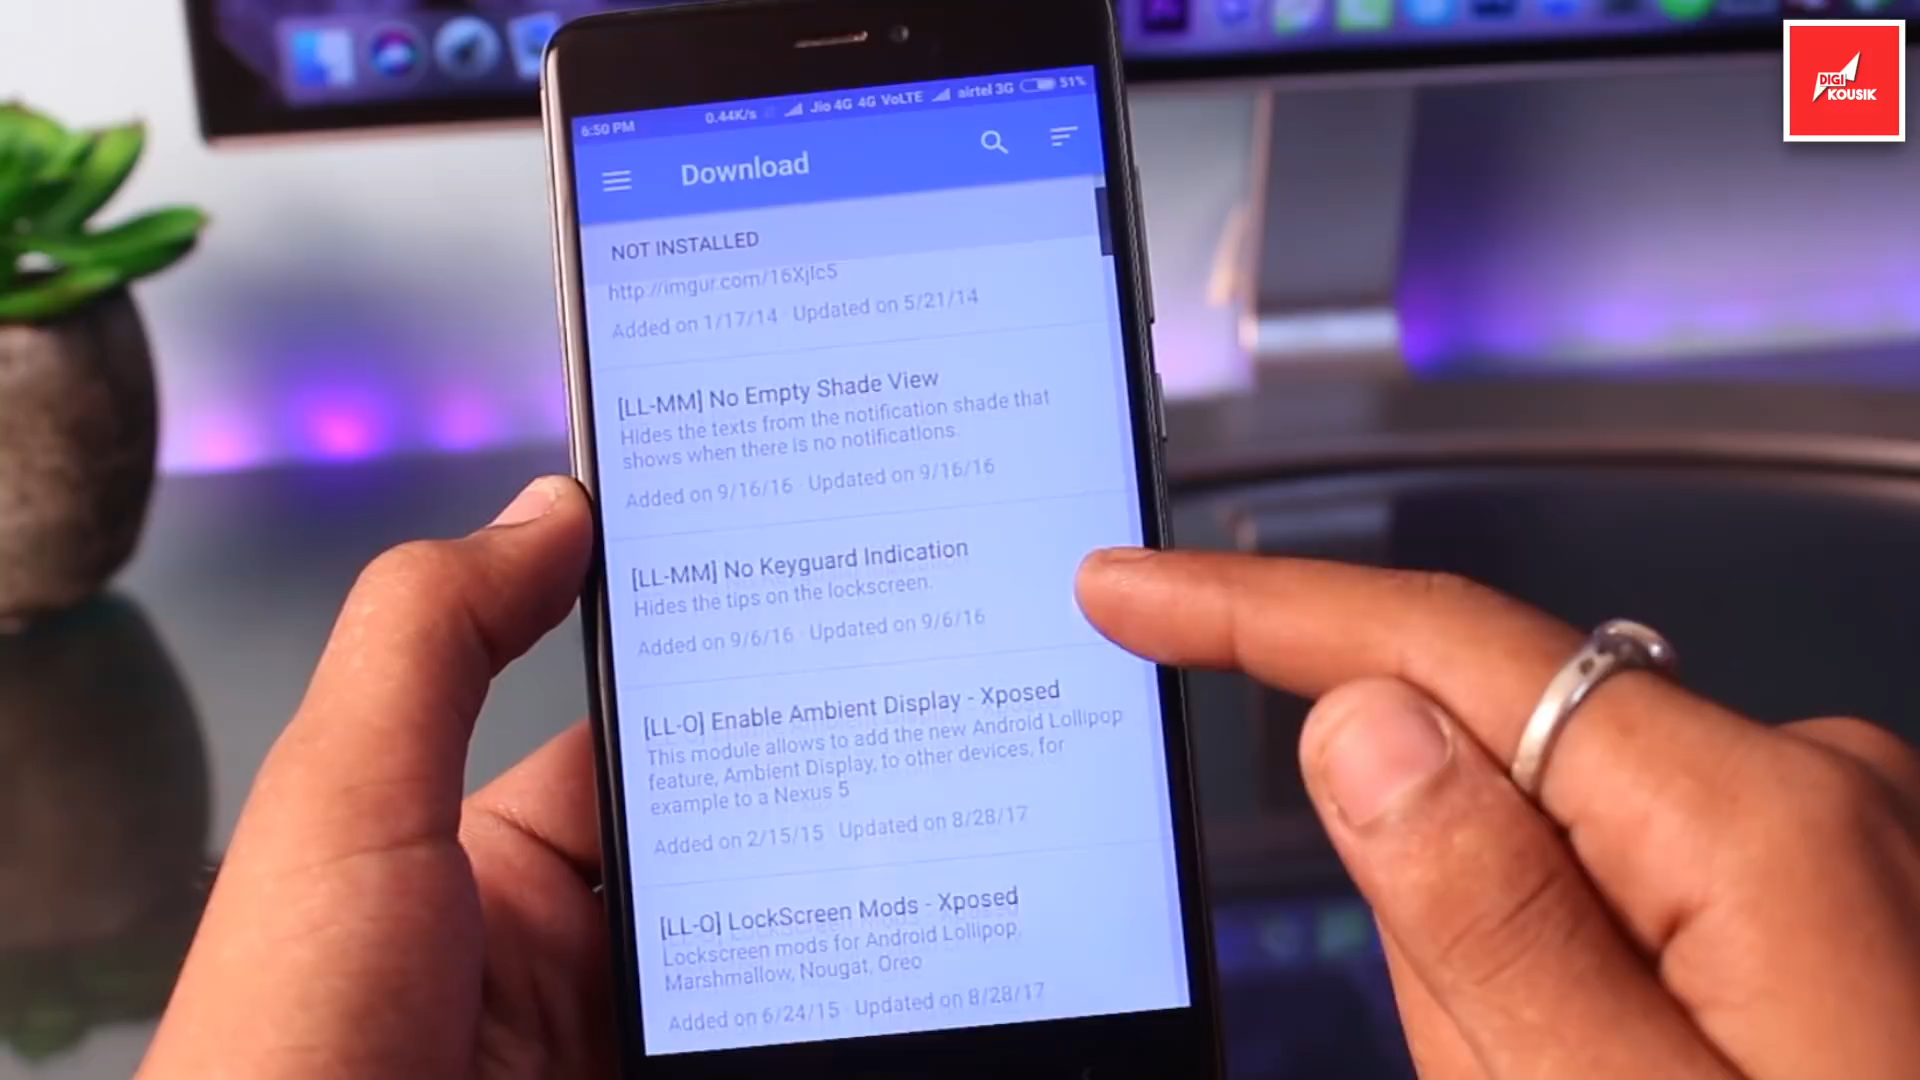 DIGI
KOUSIK
6:50 PM 0.44K/s Jio 4G 4G VoLTE airtel 3G 51%
Download
NOT INSTALLED
http://imgur.com/16Xjlc5
Added on 1/17/14 · Updated on 5/21/14
[LL-MM] No Empty Shade View
Hides the texts from the notification shade that
shows when there is no notifications.
Added on 9/16/16 · Updated on 9/16/16
[LL-MM] No Keyguard Indication
Hides the tips on the lockscreen.
Added on 9/6/16 · Updated on 9/6/16
[LL-O] Enable Ambient Display - Xposed
This module allows to add the new Android Lollipop
feature, Ambient Display, to other devices, for
example to a Nexus 5
Added on 2/15/15 · Updated on 8/28/17
[LL-O] LockScreen Mods - Xposed
Lockscreen mods for Android Lollipop,
Marshmallow, Nougat, Oreo
Added on 6/24/15 · Updated on 8/28/17